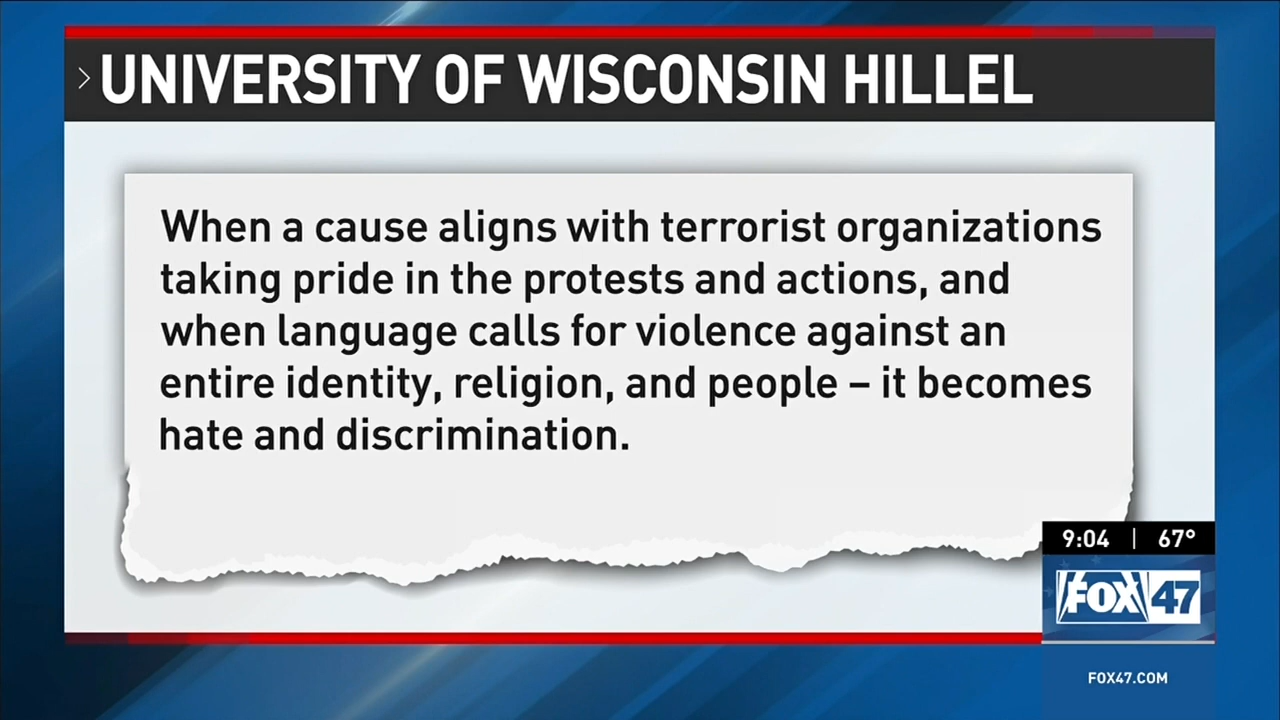 > UNIVERSITY OF WISCONSIN HILLEL
When a cause aligns with terrorist organizations
taking pride in the protests and actions, and
when language calls for violence against an
entire identity, religion, and people – it becomes
hate and discrimination.
9:04 | 67°
FOX 47
FOX47.COM